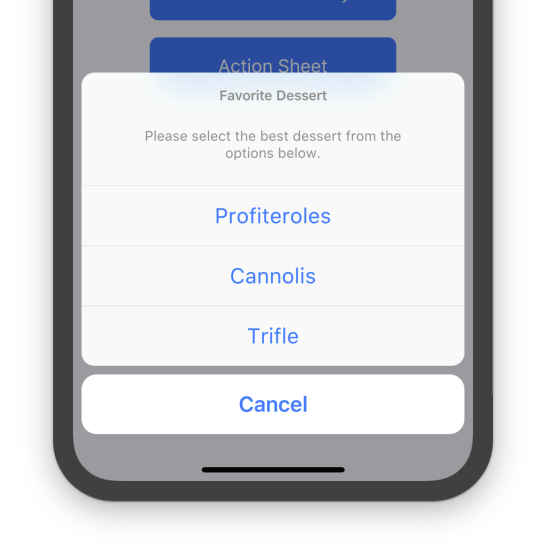 Action Sheet
Favorite Dessert
Please select the best dessert from the
options below.
Profiteroles
Cannolis
Trifle
Cancel